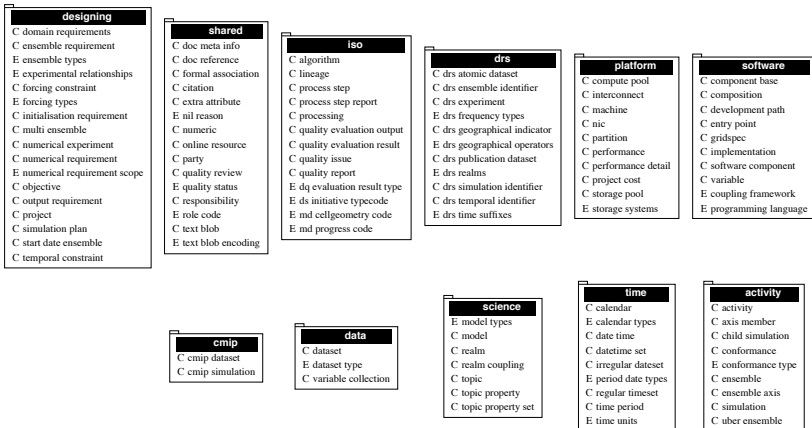 designing
C domain requirements
C ensemble requirement
E ensemble types
E experimental relationships
C forcing constraint
E forcing types
C initialisation requirement
C multi ensemble
C numerical experiment
C numerical requirement
E numerical requirement scope
C objective
C output requirement
C project
C simulation plan
C start date ensemble
C temporal constraint
shared
C doc meta info
C doc reference
C formal association
C citation
C extra attribute
E nil reason
C numeric
C online resource
C party
C quality review
E quality status
C responsibility
E role code
C text blob
E text blob encoding
iso
C algorithm
C lineage
C process step
C process step report
C processing
C quality evaluation output
C quality evaluation result
C quality issue
C quality report
E dq evaluation result type
E ds initiative typecode
E md cellgeometry code
E md progress code
drs
C drs atomic dataset
C drs ensemble identifier
C drs experiment
E drs frequency types
C drs geographical indicator
E drs geographical operators
C drs publication dataset
E drs realms
C drs simulation identifier
C drs temporal identifier
E drs time suffixes
platform
C compute pool
C interconnect
C machine
C nic
C partition
C performance
C performance detail
C project cost
C storage pool
E storage systems
software
C component base
C composition
C development path
C entry point
C gridspec
C implementation
C software component
C variable
E coupling framework
E programming language
cmip
C cmip dataset
C cmip simulation
data
C dataset
E dataset type
C variable collection
science
E model types
C model
C realm
C realm coupling
C topic
C topic property
C topic property set
time
C calendar
E calendar types
C date time
C datetime set
C irregular dateset
E period date types
C regular timeset
C time period
E time units
activity
C activity
C axis member
C child simulation
C conformance
E conformance type
C ensemble
C ensemble axis
C simulation
C uber ensemble